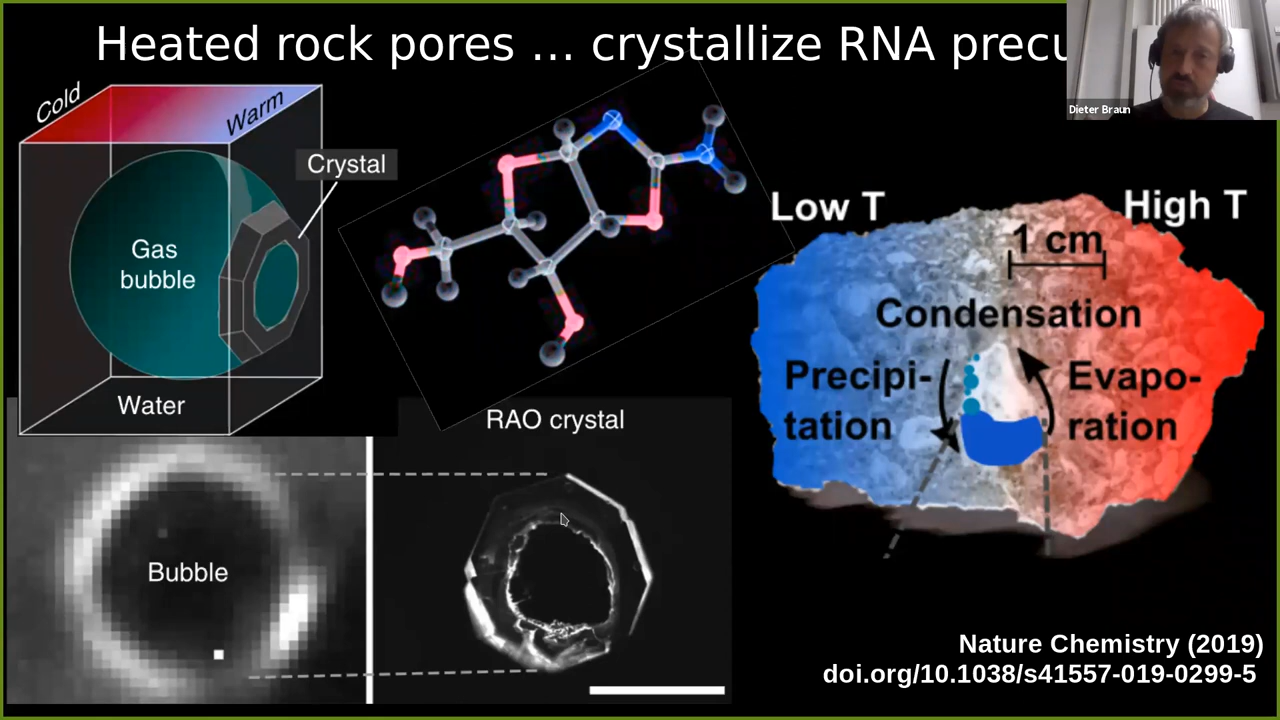 Heated rock pores ... crystallize RNA precu
Dieter Braun
Cold
Warm
Crystal
Gas
bubble
Water
RAO crystal
Bubble
Low T
High T
1 cm
Condensation
Precipi-
tation
Evapo-
ration
Nature Chemistry (2019)
doi.org/10.1038/s41557-019-0299-5